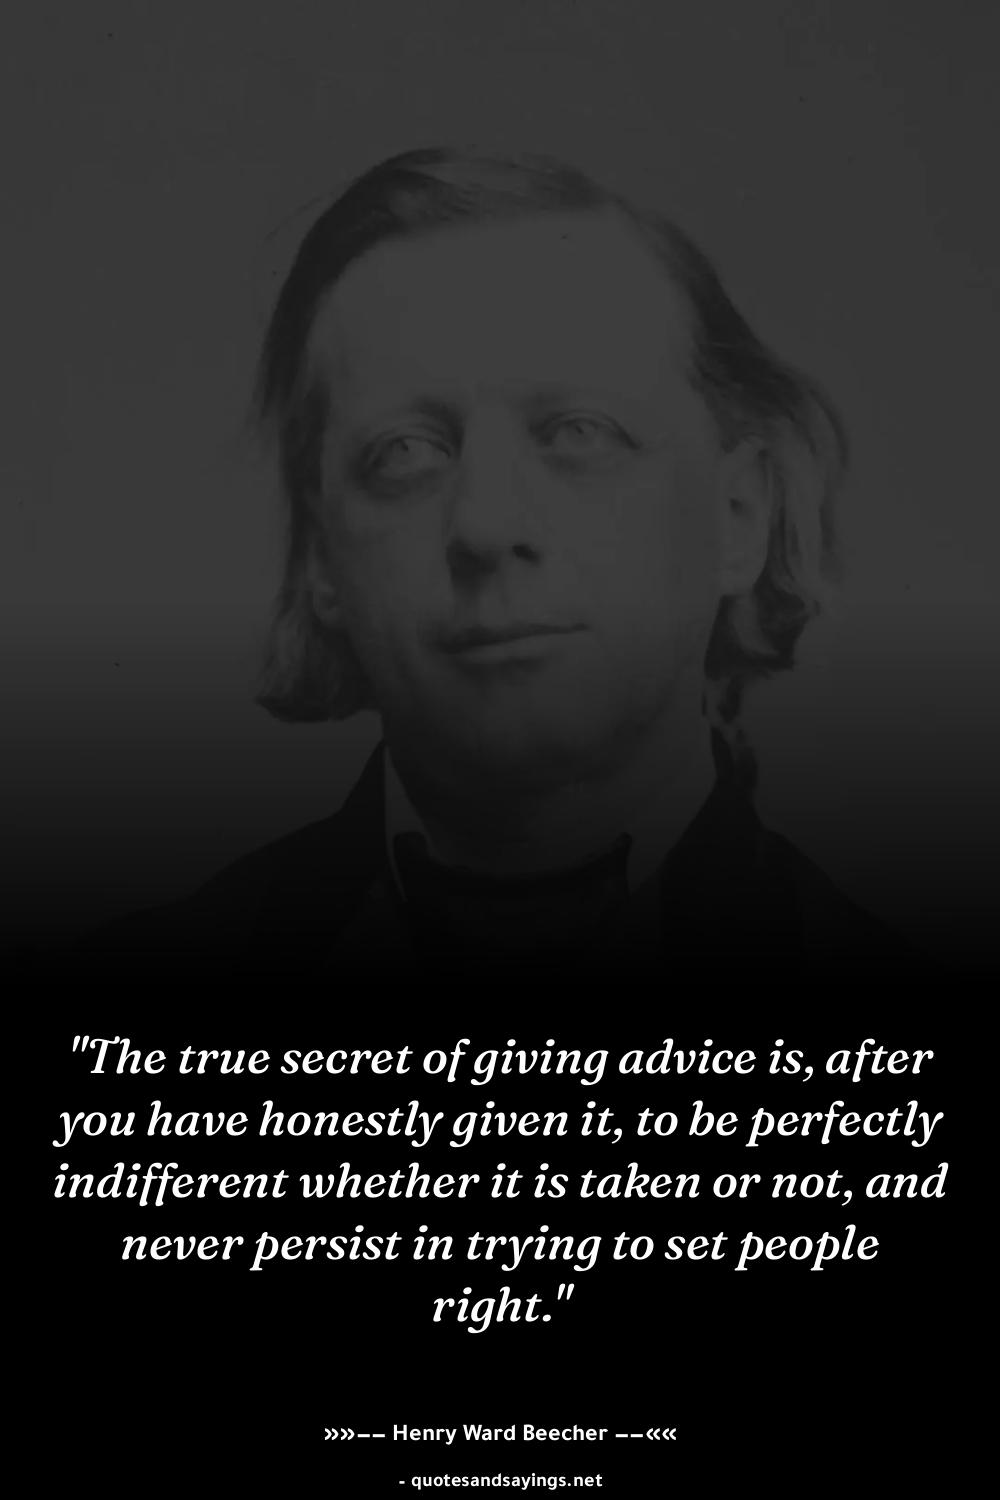 "The true secret of giving advice is, after
you have honestly given it, to be perfectly
indifferent whether it is taken or not, and
never persist in trying to set people
right."
»»–– Henry Ward Beecher ––««
- quotesandsayings.net